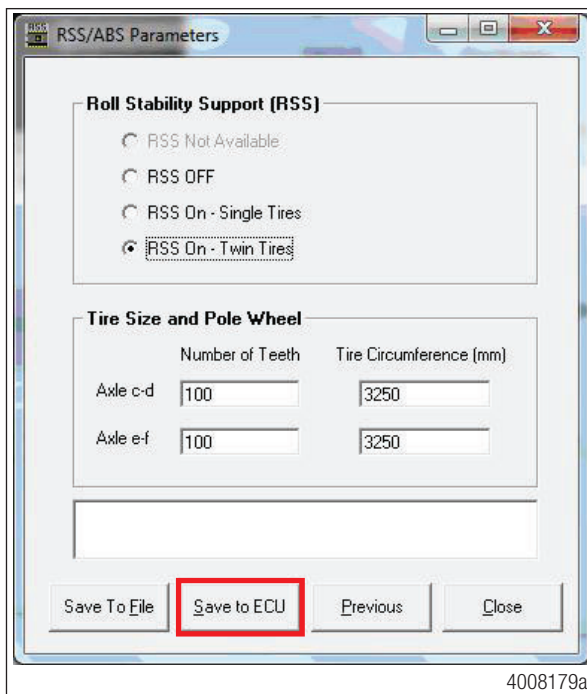 RSS/ABS Parameters
Roll Stability Support (RSS)
RSS Not Available
RSS OFF
RSS On - Single Tires
RSS On - Twin Tires
Tire Size and Pole Wheel
Number of Teeth Tire Circumference (mm)
Axle c-d 100 3250
Axle e-f 100 3250
Save To File Save to ECU Previous Close
4008179a